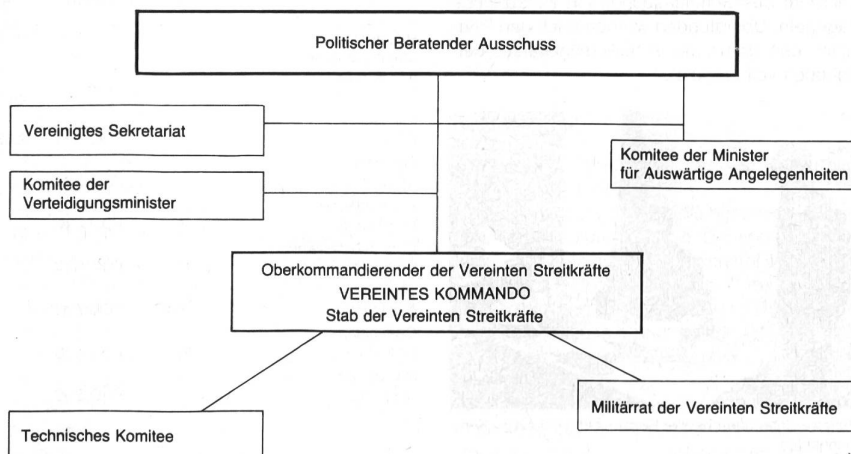 Politischer Beratender Ausschuss
Vereinigtes Sekretariat
Komitee der Minister
für Auswärtige Angelegenheiten
Komitee der
Verteidigungsminister
Oberkommandierender der Vereinten Streitkräfte
VEREINTES KOMMANDO
Stab der Vereinten Streitkräfte
Militärrat der Vereinten Streitkräfte
Technisches Komitee